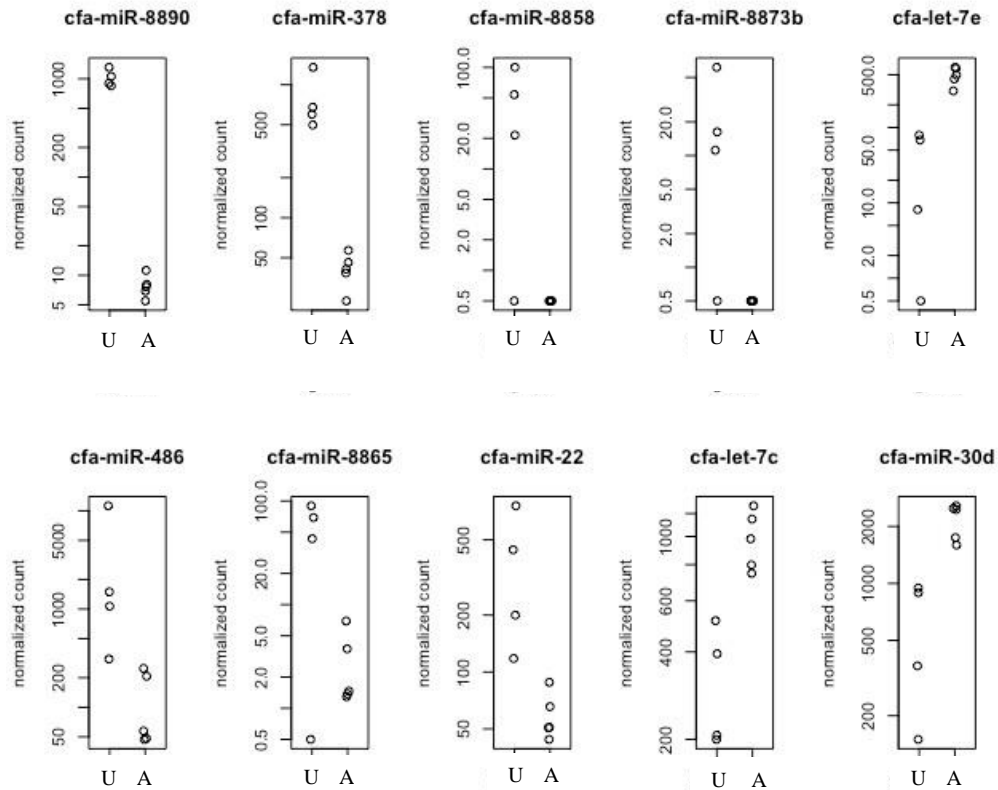 cfa-miR-8890 cfa-miR-378 cfa-miR-8858 cfa-miR-8873b cfa-let-7e
normalized count
1000
200
50
10
5
U A
normalized count
500
100
50
U A
normalized count
100.0
20.0
5.0
2.0
0.5
U A
normalized count
20.0
5.0
2.0
0.5
U A
normalized count
500.0
50.0
10.0
2.0
0.5
U A
cfa-miR-486 cfa-miR-8865 cfa-miR-22 cfa-let-7c cfa-miR-30d
normalized count
5000
1000
200
50
U A
normalized count
100.0
20.0
5.0
2.0
0.5
U A
normalized count
500
200
100
50
U A
normalized count
1000
600
400
200
U A
normalized count
2000
1000
500
200
U A